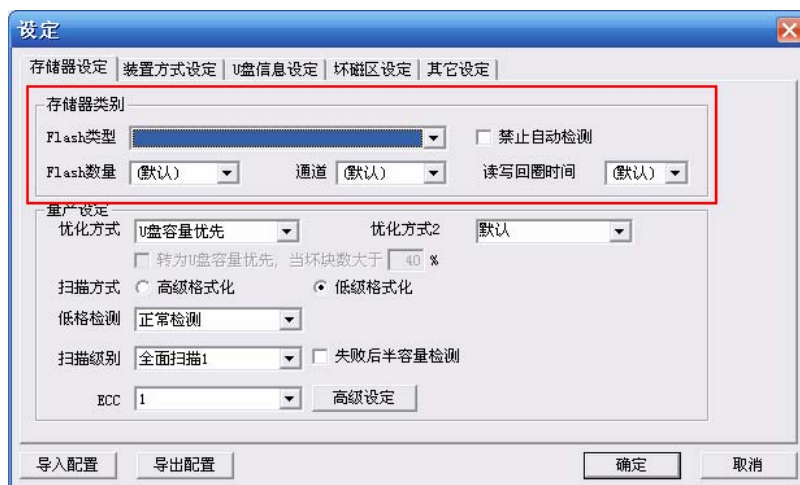 设定
存储器设定 装置方式设定 U盘信息设定 坏磁区设定 其它设定
存储器类别
Flash类型 禁止自动检测
Flash数量 (默认) 通道 (默认) 读写回圈时间 (默认)
量产设定
优化方式 U盘容量优先 优化方式2 默认
转为U盘容量优先, 当坏块数大于 40 %
扫描方式 高级格式化 低级格式化
低格检测 正常检测
扫描级别 全面扫描1 失败后半容量检测
ECC 1 高级设定
导入配置 导出配置 确定 取消